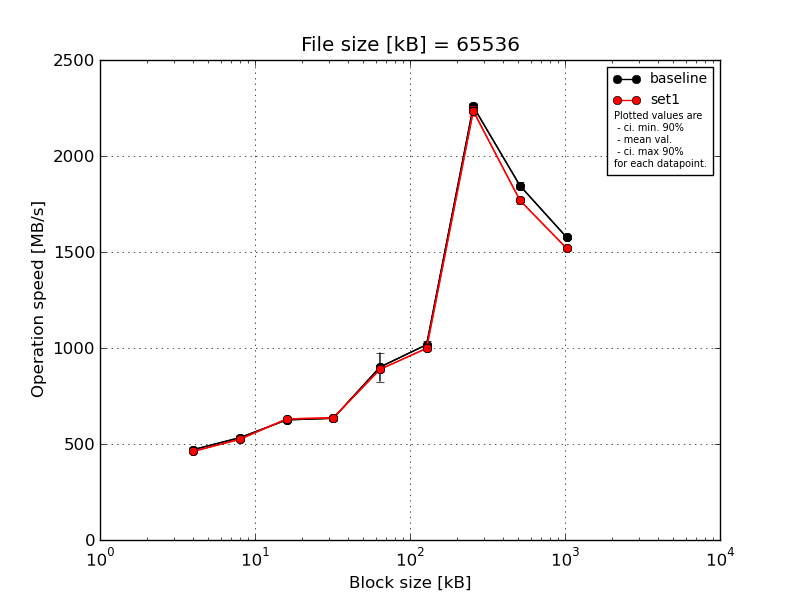 File size [kB] = 65536
2500
2000
1500
1000
500
0
Operation speed [MB/s]
baseline
set1
Plotted values are
- ci. min. 90%
- mean val.
- ci. max 90%
for each datapoint.
10^0 10^1 10^2 10^3 10^4
Block size [kB]